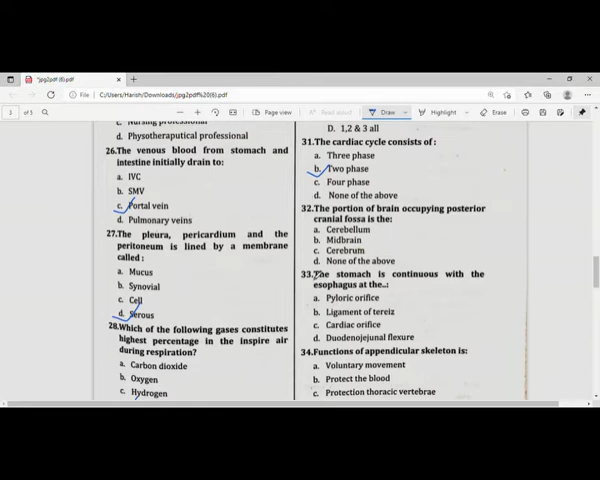 *jpg2pdf (6).pdf
File
C:/Users/Harish/Downloads/jpg2pdf%20(6).pdf
3 of 5
Page view
Read aloud
Draw
Highlight
Erase
c. Nursing professional
d. Physotheraputical professional
26.The venous blood from stomach and
intestine initially drain to:
a. IVC
b. SMV
c. Portal vein
d. Pulmonary veins
27.The pleura, pericardium and the
peritoneum is lined by a membrane
called :
a. Mucus
b. Synovial
c. Cell
d. Serous
28.Which of the following gases constitutes
highest percentage in the inspire air
during respiration?
a. Carbon dioxide
b. Oxygen
c. Hydrogen
D. 1,2 & 3 all
31.The cardiac cycle consists of :
a. Three phase
b. Two phase
c. Four phase
d. None of the above
32.The portion of brain occupying posterior
cranial fossa is the:
a. Cerebellum
b. Midbrain
c. Cerebrum
d. None of the above
33.The stomach is continuous with the
esophagus at the..:
a. Pyloric orifice
b. Ligament of tereiz
c. Cardiac orifice
d. Duodenojejunal flexure
34.Functions of appendicular skeleton is:
a. Voluntary movement
b. Protect the blood
c. Protection thoracic vertebrae